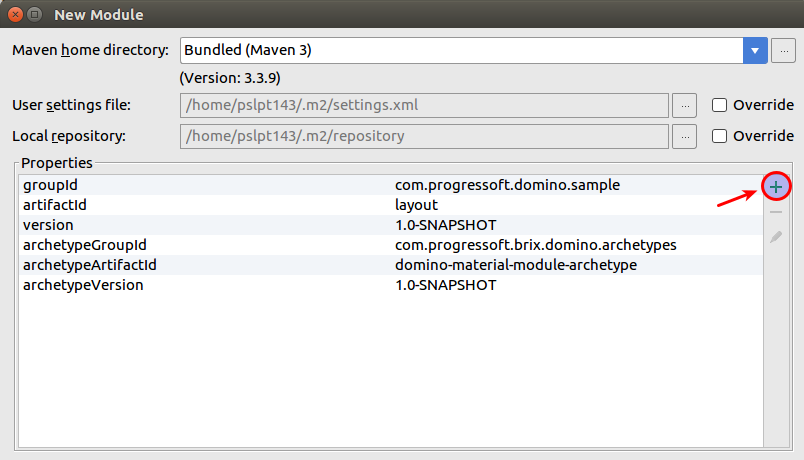 New Module
Maven home directory: Bundled (Maven 3) ...
(Version: 3.3.9)
User settings file: /home/pslpt143/.m2/settings.xml ... Override
Local repository: /home/pslpt143/.m2/repository ... Override
Properties
groupId com.progressoft.domino.sample
artifactId layout
version 1.0-SNAPSHOT
archetypeGroupId com.progressoft.brix.domino.archetypes
archetypeArtifactId domino-material-module-archetype
archetypeVersion 1.0-SNAPSHOT